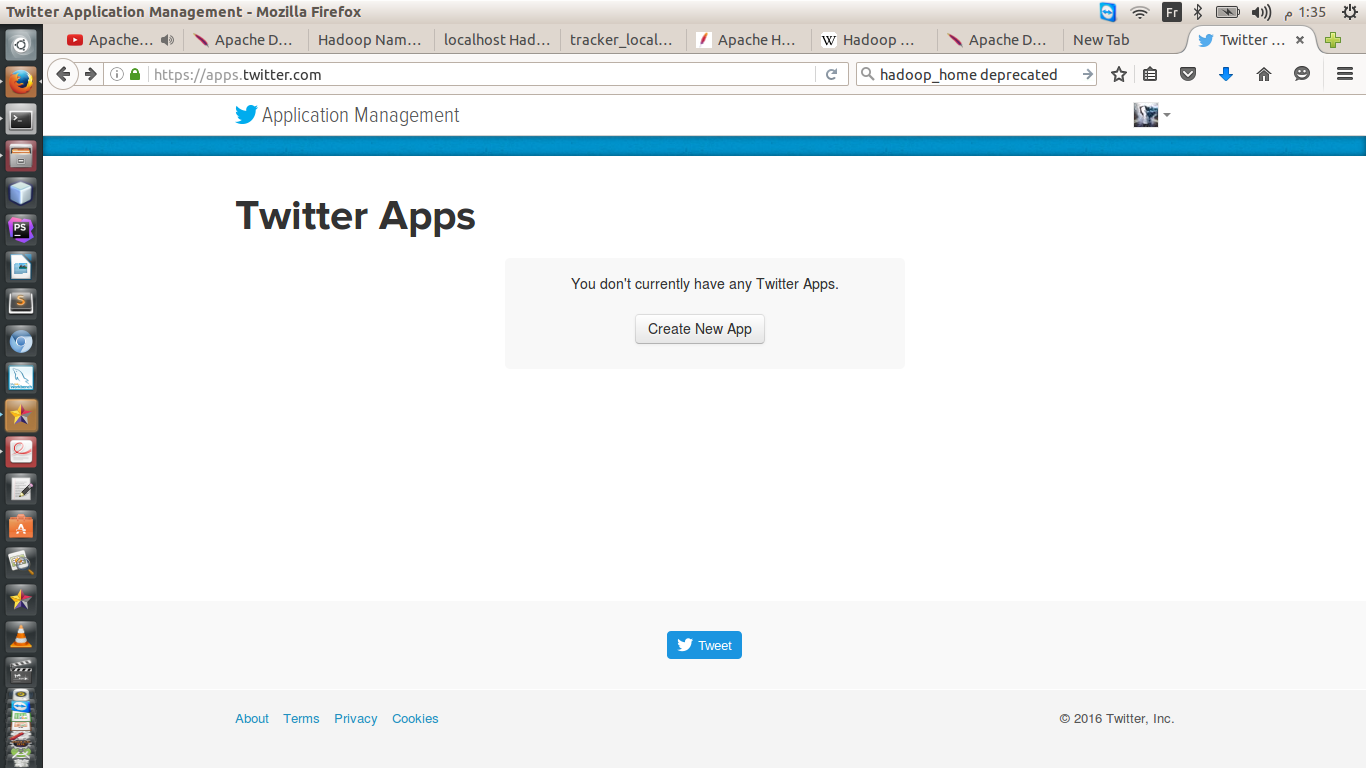 Twitter Application Management - Mozilla Firefox
Fr
1:35 م
Apache...
Apache D...
Hadoop Nam...
localhost Had...
tracker_local...
Apache H...
W Hadoop ...
Apache D...
New Tab
Twitter ...
https://apps.twitter.com
hadoop_home deprecated
Application Management
PS
S
Twitter Apps
You don't currently have any Twitter Apps.
Create New App
Tweet
About Terms Privacy Cookies
© 2016 Twitter, Inc.